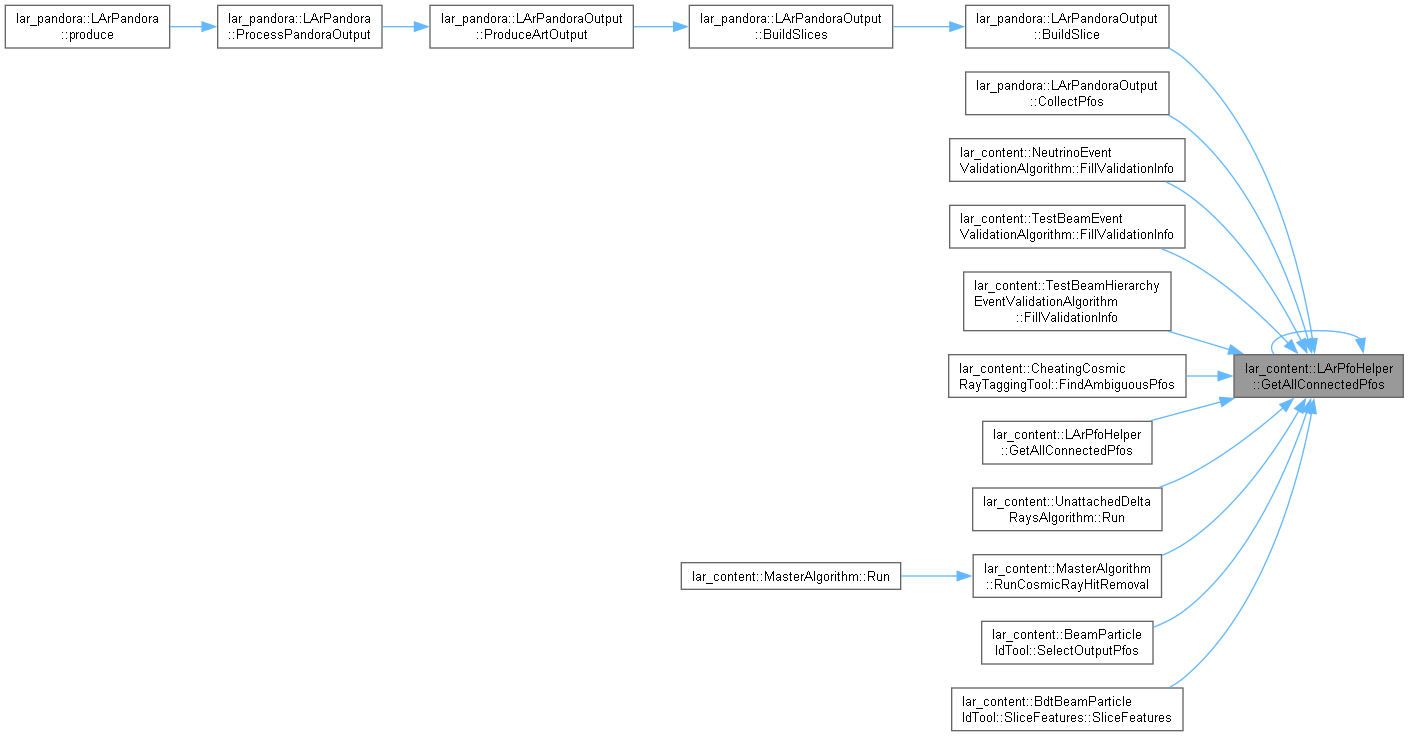 lar_pandora::LArPandora
::produce
lar_pandora::LArPandora
::ProcessPandoraOutput
lar_pandora::LArPandoraOutput
::ProduceArtOutput
lar_pandora::LArPandoraOutput
::BuildSlices
lar_pandora::LArPandoraOutput
::BuildSlice
lar_pandora::LArPandoraOutput
::CollectPfos
lar_content::NeutrinoEvent
ValidationAlgorithm::FillValidationInfo
lar_content::TestBeamEvent
ValidationAlgorithm::FillValidationInfo
lar_content::TestBeamHierarchy
EventValidationAlgorithm
::FillValidationInfo
lar_content::LArPfoHelper
::GetAllConnectedPfos
lar_content::CheatingCosmic
RayTaggingTool::FindAmbiguousPfos
lar_content::LArPfoHelper
::GetAllConnectedPfos
lar_content::UnattachedDelta
RaysAlgorithm::Run
lar_content::MasterAlgorithm::Run
lar_content::MasterAlgorithm
::RunCosmicRayHitRemoval
lar_content::BeamParticle
IdTool::SelectOutputPfos
lar_content::BdtBeamParticle
IdTool::SliceFeatures::SliceFeatures